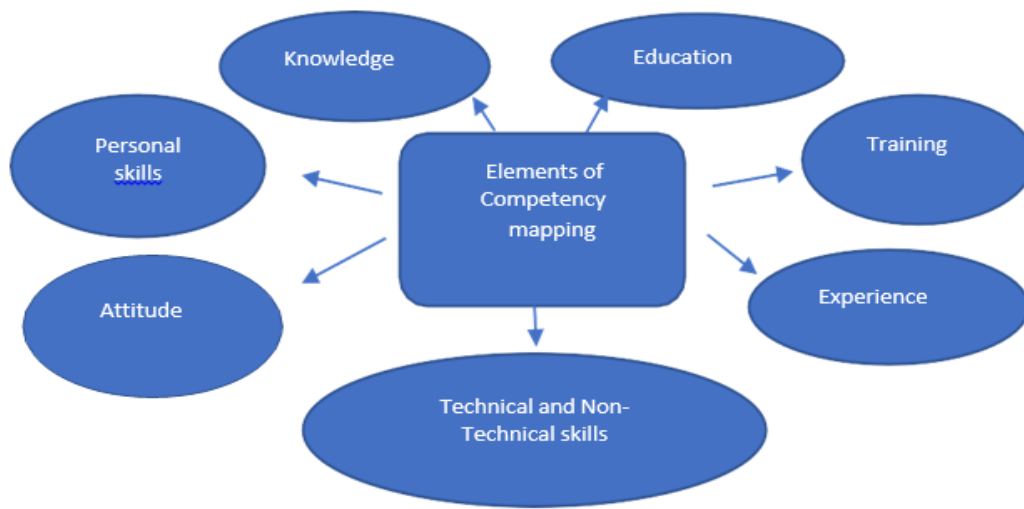 Knowledge
Education
Personal
skills
Training
Elements of
Competency
mapping
Attitude
Experience
Technical and Non-
Technical skills